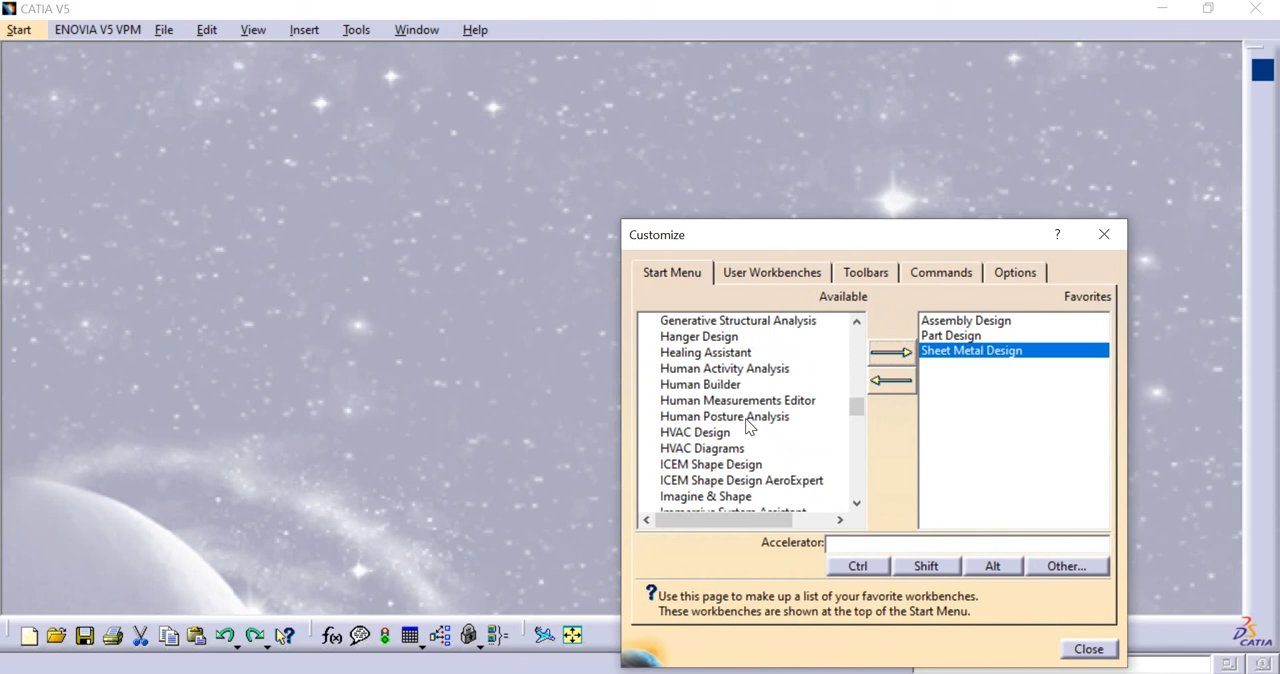 CATIA V5
Start ENOVIA V5 VPM File Edit View Insert Tools Window Help
Customize ?
Start Menu User Workbenches Toolbars Commands Options
Available Favorites
Generative Structural Analysis
Hanger Design
Healing Assistant
Human Activity Analysis
Human Builder
Human Measurements Editor
Human Posture Analysis
HVAC Design
HVAC Diagrams
ICEM Shape Design
ICEM Shape Design AeroExpert
Imagine & Shape
Immersive System Assistant
Assembly Design
Part Design
Sheet Metal Design
Accelerator:
Ctrl Shift Alt Other...
? Use this page to make up a list of your favorite workbenches.
These workbenches are shown at the top of the Start Menu.
Close
f(x)
DS CATIA